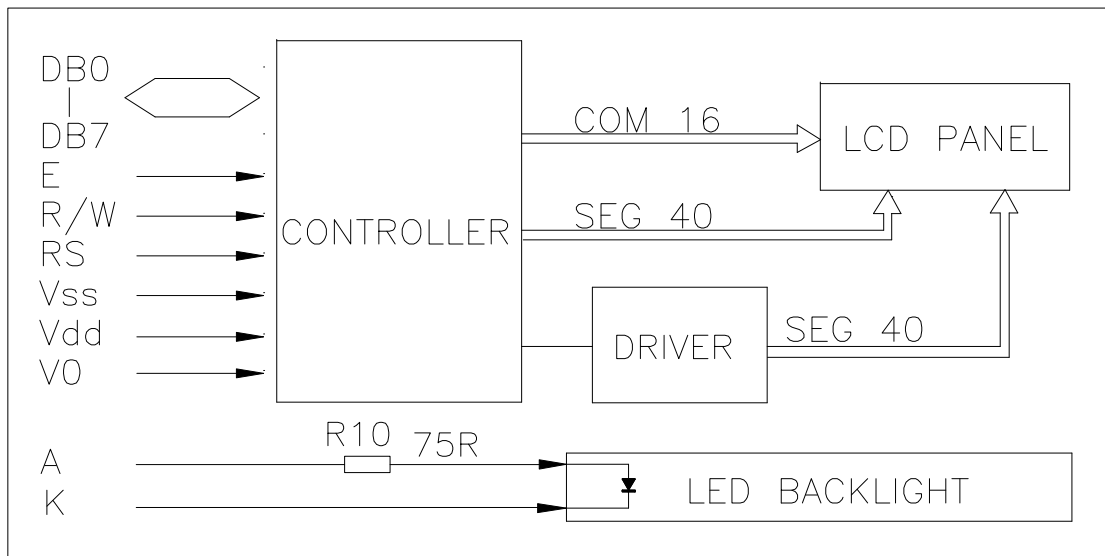 DB0
|
DB7
E
R/W
RS
Vss
Vdd
V0
A
K
CONTROLLER
COM 16
SEG 40
LCD PANEL
DRIVER
SEG 40
R10 75R
LED BACKLIGHT